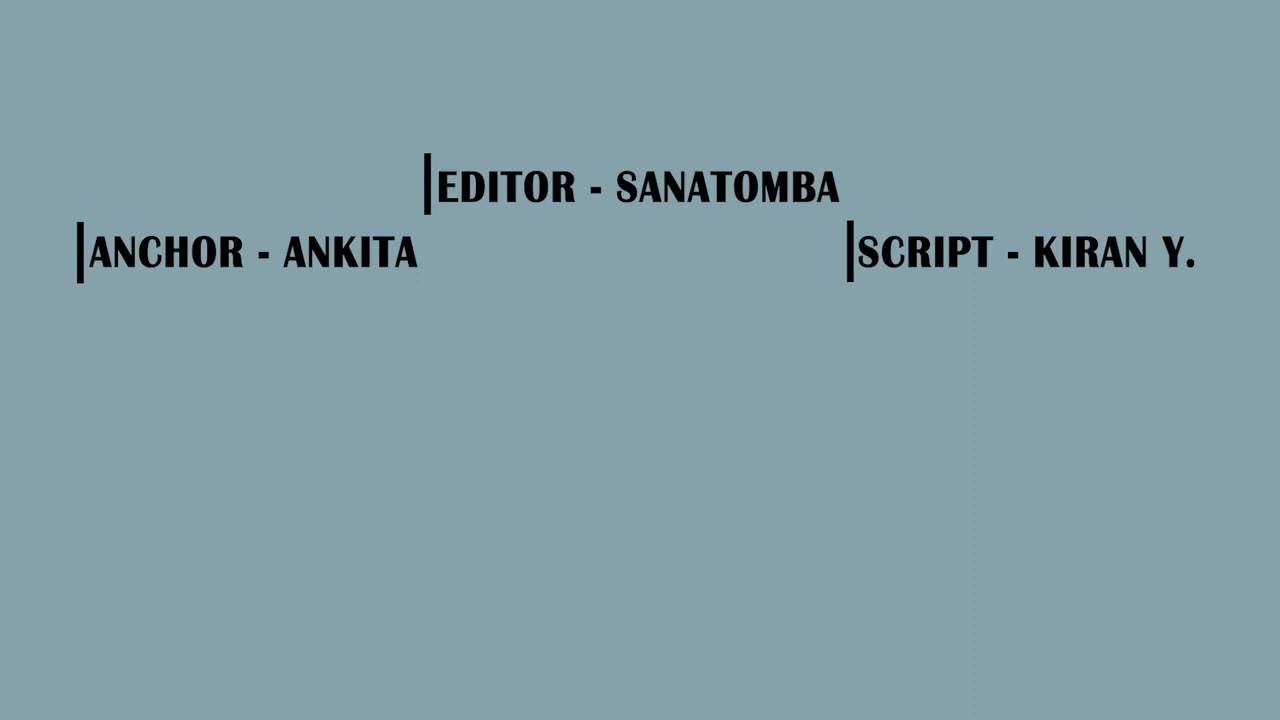 EDITOR - SANATOMBA
ANCHOR - ANKITA
SCRIPT - KIRAN Y.